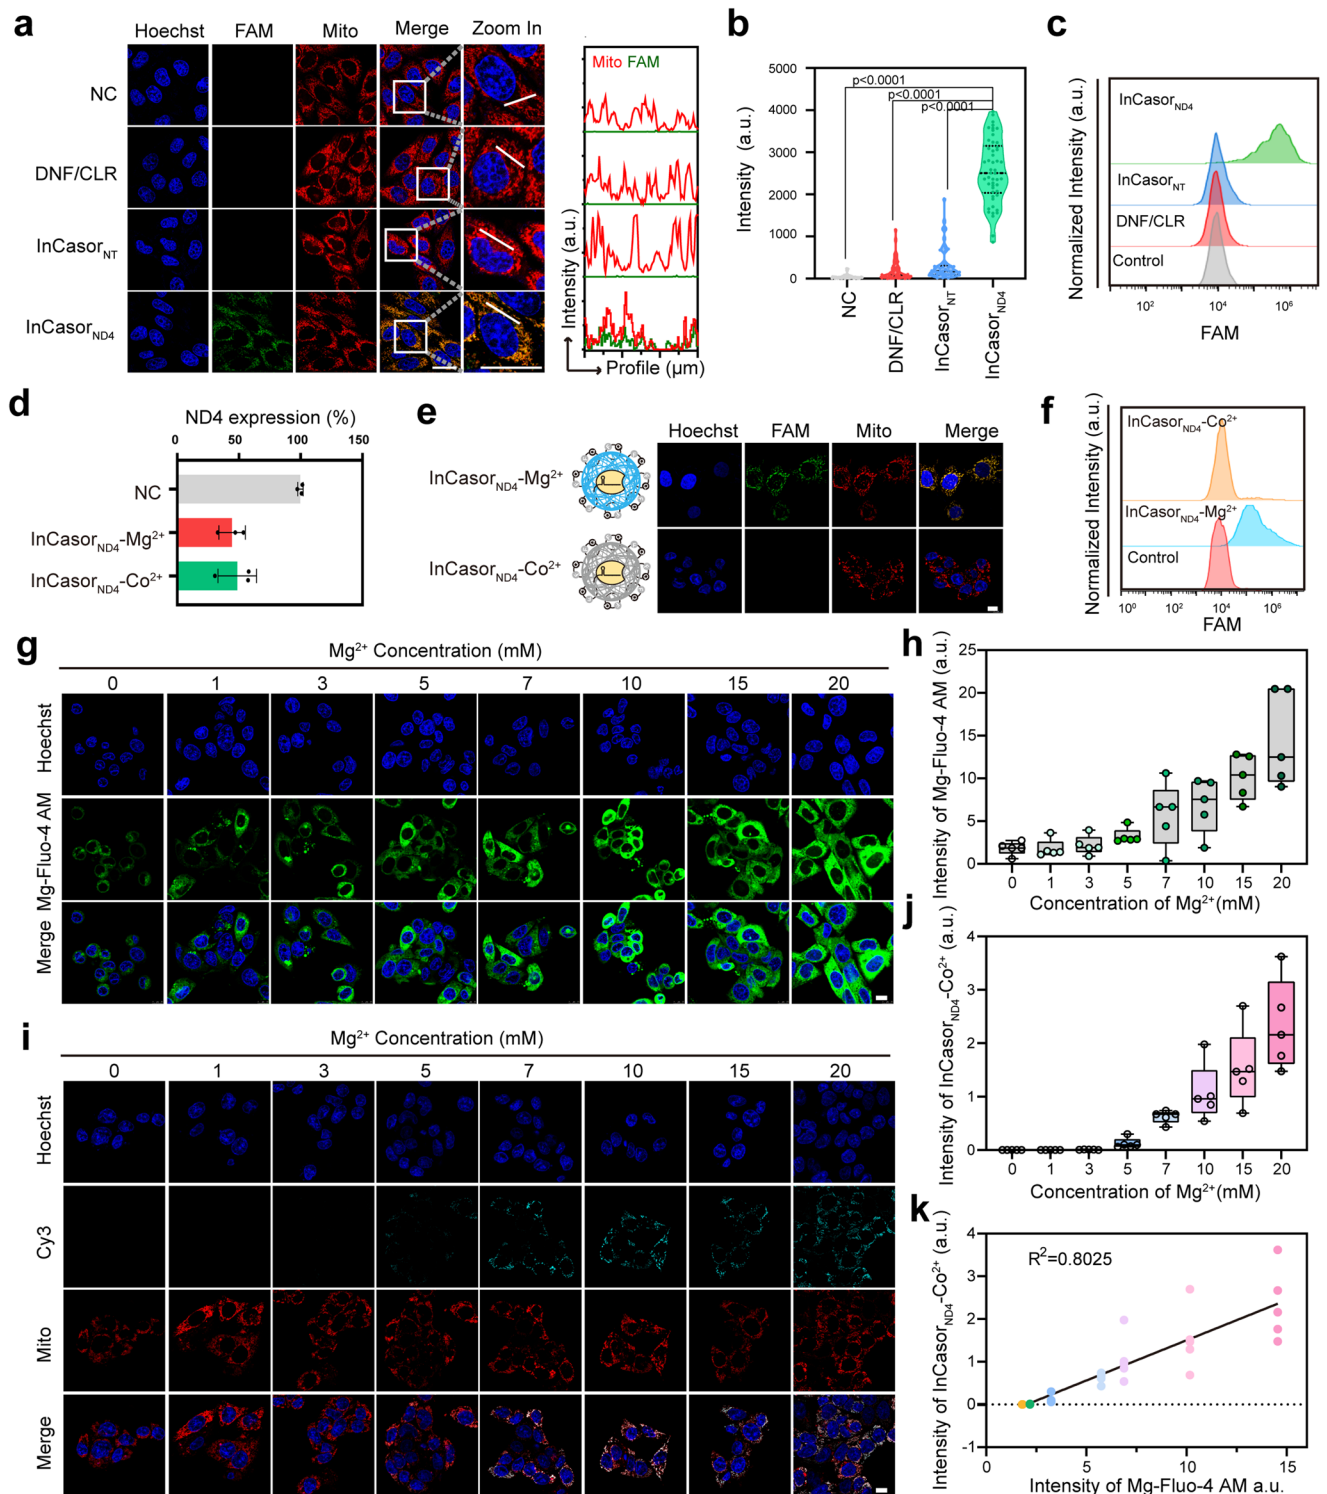 a
Hoechst FAM Mito Merge Zoom In
NC
DNF/CLR
InCasorNT
InCasorND4
Mito FAM
Intensity (a.u.)
Profile (µm)
b
Intensity (a.u.)
5000
4000
3000
2000
1000
0
p<0.0001
p<0.0001
p<0.0001
NC DNF/CLR InCasorNT InCasorND4
c
Normalized Intensity (a.u.)
InCasorND4
InCasorNT
DNF/CLR
Control
10² 10⁴ 10⁶
FAM
d
ND4 expression (%)
0 50 100 150
NC
InCasorND4-Mg²⁺
InCasorND4-Co²⁺
e
Hoechst FAM Mito Merge
InCasorND4-Mg²⁺
InCasorND4-Co²⁺
f
Normalized Intensity (a.u.)
InCasorND4-Co²⁺
InCasorND4-Mg²⁺
Control
10⁰ 10² 10⁴ 10⁶
FAM
g
Mg²⁺ Concentration (mM)
0 1 3 5 7 10 15 20
Hoechst
Mg-Fluo-4 AM
Merge
h
Intensity of Mg-Fluo-4 AM (a.u.)
25
20
15
10
5
0
0 1 3 5 7 10 15 20
Concentration of Mg²⁺(mM)
i
Mg²⁺ Concentration (mM)
0 1 3 5 7 10 15 20
Hoechst
Cy3
Mito
Merge
j
Intensity of InCasorND4-Co²⁺ (a.u.)
4
3
2
1
0
0 1 3 5 7 10 15 20
Concentration of Mg²⁺(mM)
k
Intensity of InCasorND4-Co²⁺ (a.u.)
4
3
2
1
0
-1
R²=0.8025
0 5 10 15
Intensity of Mg-Fluo-4 AM a.u.